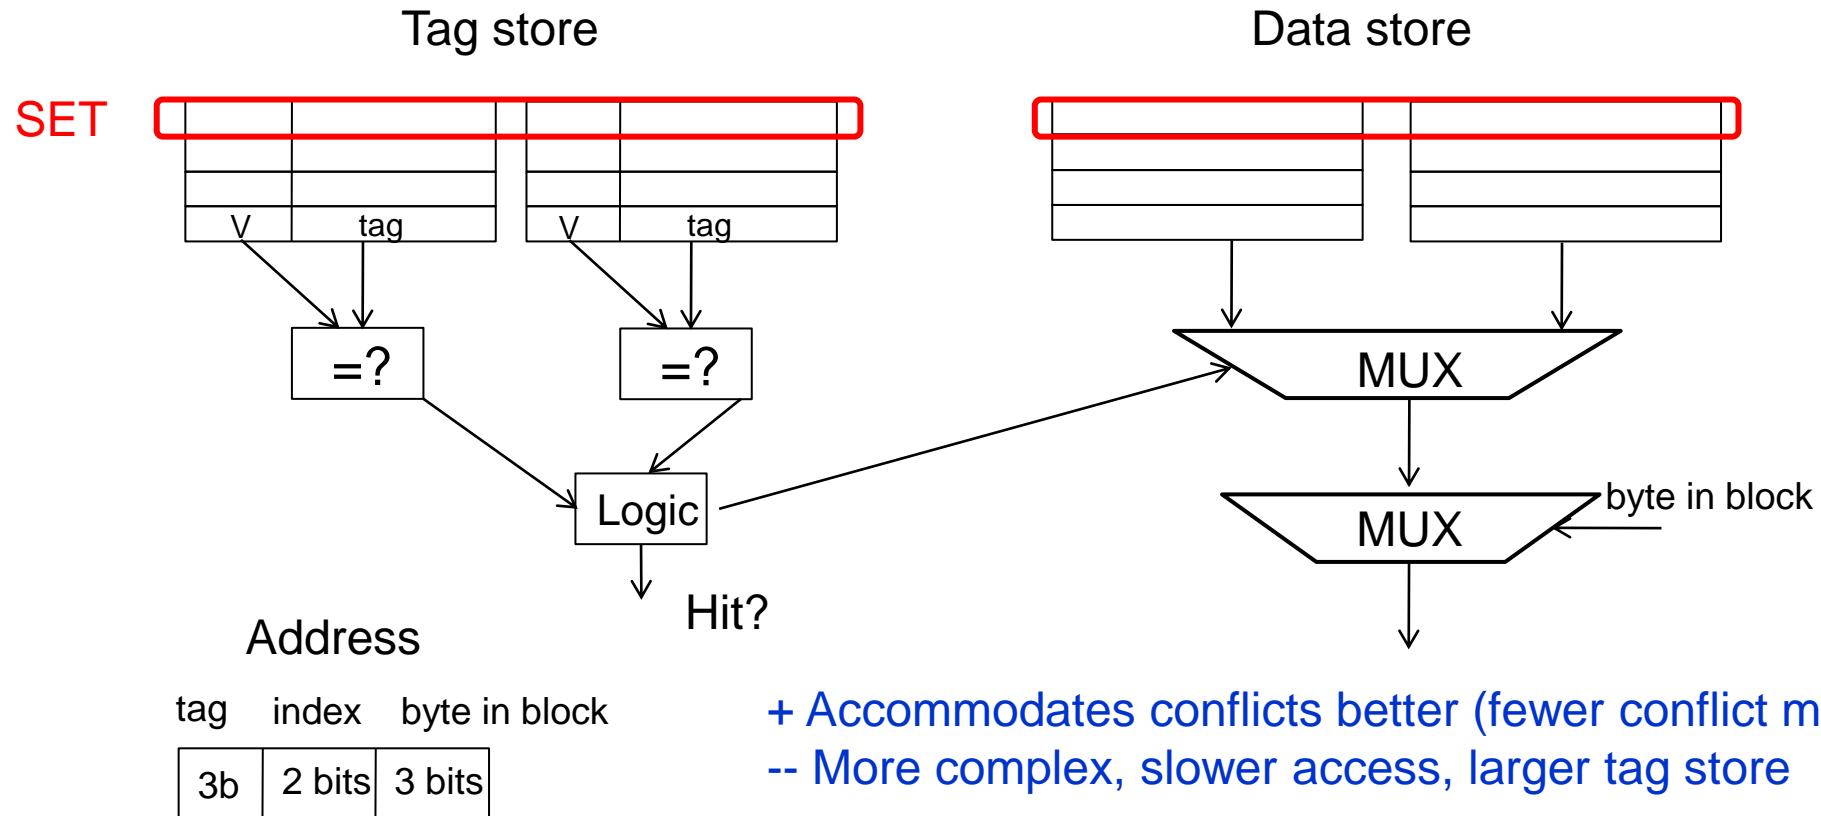 Tag store
Data store
SET
V tag V tag
=? =?
MUX
Logic
byte in block
MUX
Hit?
Address
tag index byte in block
3b 2 bits 3 bits
+ Accommodates conflicts better (fewer conflict m
-- More complex, slower access, larger tag store